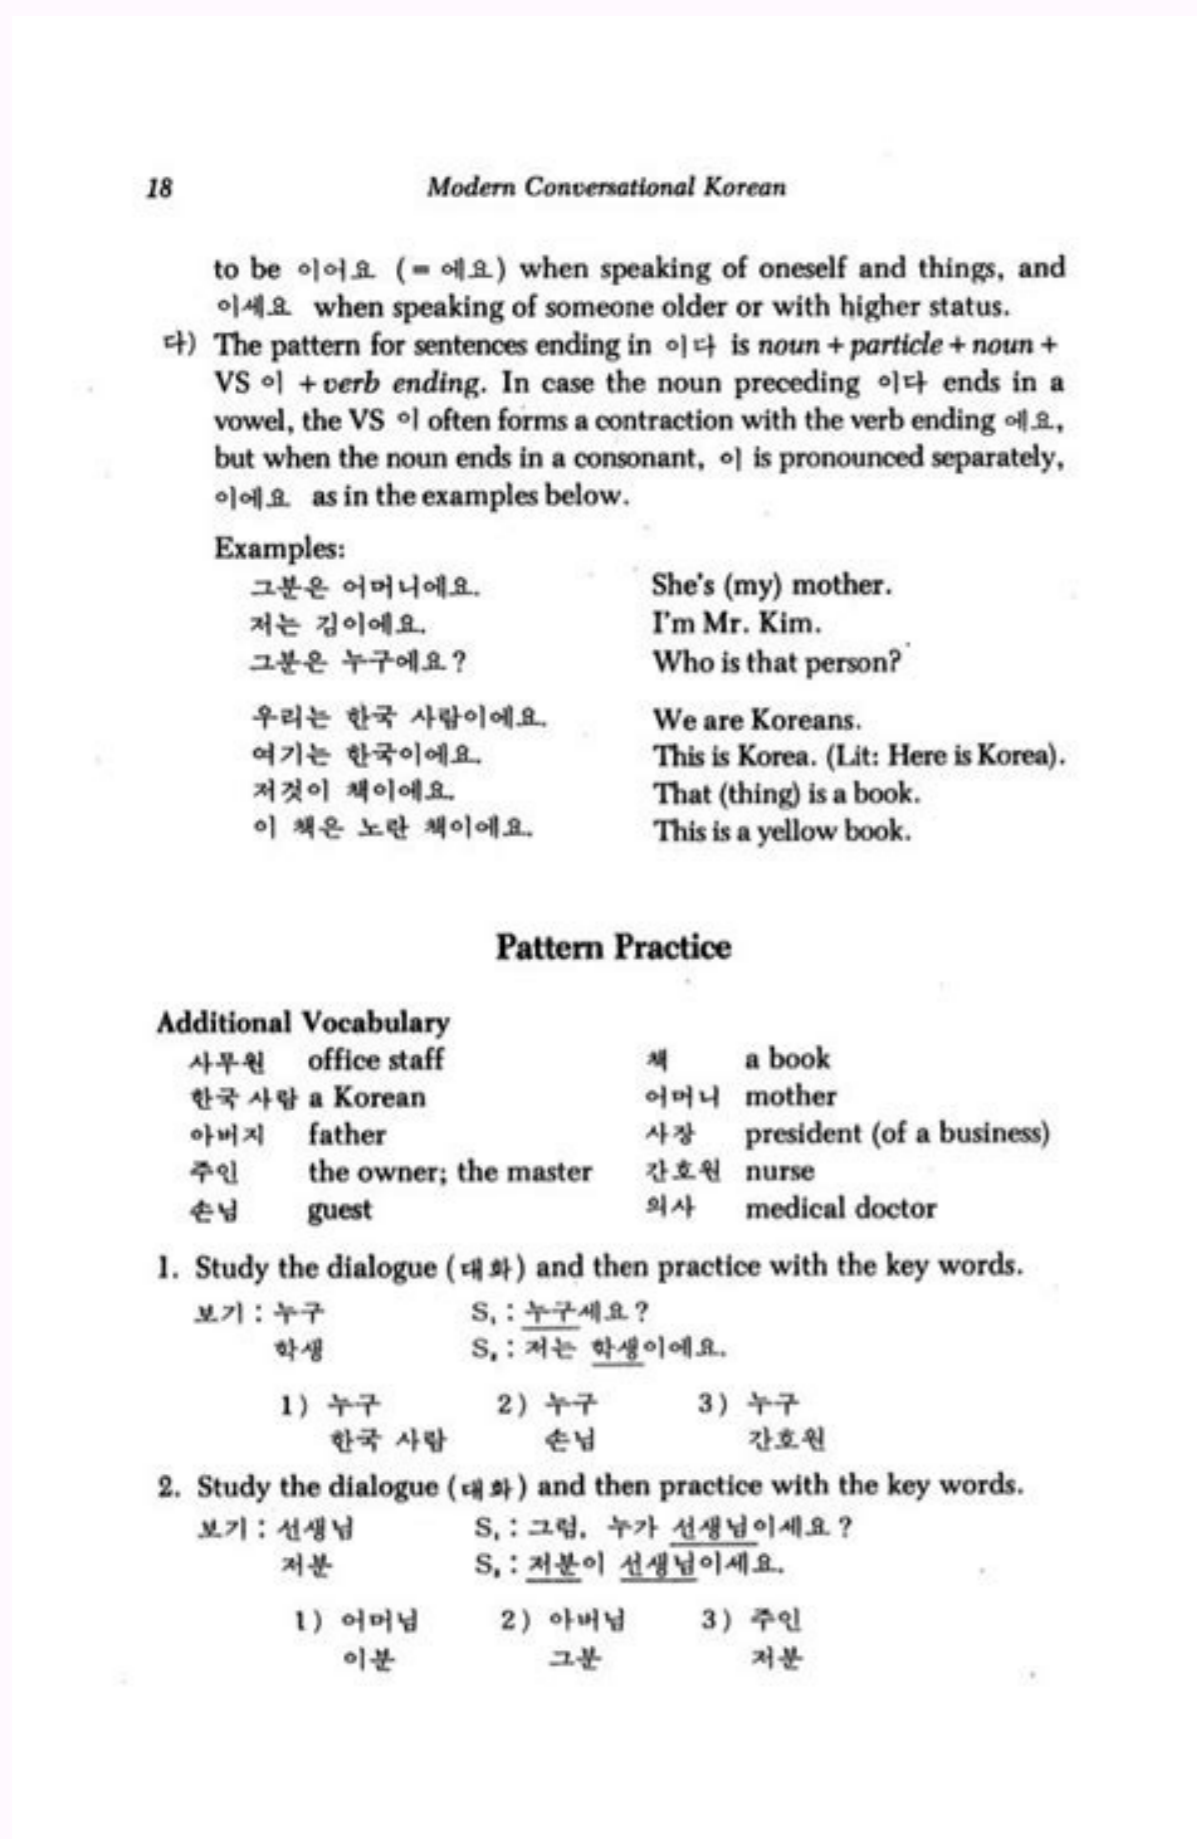 18
Modern Conversational Korean
to be 이어요 (= 에요) when speaking of oneself and things, and
이세요 when speaking of someone older or with higher status.
다) The pattern for sentences ending in 이다 is noun + particle + noun +
VS 이 + verb ending. In case the noun preceding 이다 ends in a
vowel, the VS 이 often forms a contraction with the verb ending 에요,
but when the noun ends in a consonant, 이 is pronounced separately,
이에요 as in the examples below.
Examples:
그분은 어머니에요. She's (my) mother.
저는 김이에요. I'm Mr. Kim.
그분은 누구에요? Who is that person?
우리는 한국 사람이에요. We are Koreans.
여기는 한국이에요. This is Korea. (Lit: Here is Korea).
저것이 책이에요. That (thing) is a book.
이 책은 노란 책이에요. This is a yellow book.
Pattern Practice
Additional Vocabulary
사무원 office staff 책 a book
한국 사람 a Korean 어머니 mother
아버지 father 사장 president (of a business)
주인 the owner; the master 간호원 nurse
손님 guest 의사 medical doctor
1. Study the dialogue (대화) and then practice with the key words.
보기 : 누구 S₁ : 누구세요?
학생 S₂ : 저는 학생이에요.
1) 누구 2) 누구 3) 누구
한국 사람 손님 간호원
2. Study the dialogue (대화) and then practice with the key words.
보기 : 선생님 S₁ : 그럼, 누가 선생님이세요?
저분 S₂ : 저분이 선생님이세요.
1) 어머님 2) 아버님 3) 주인
이분 그분 저분